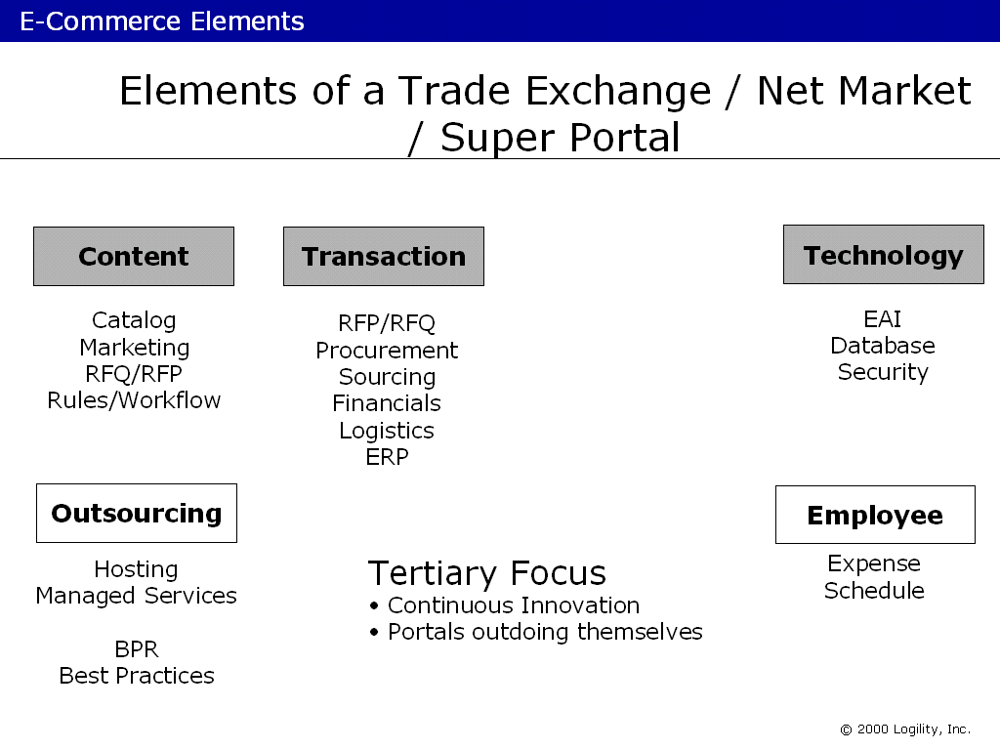 E-Commerce Elements
Elements of a Trade Exchange / Net Market
/ Super Portal
Content
Catalog
Marketing
RFQ/RFP
Rules/Workflow
Transaction
RFP/RFQ
Procurement
Sourcing
Financials
Logistics
ERP
Technology
EAI
Database
Security
Outsourcing
Hosting
Managed Services
BPR
Best Practices
Tertiary Focus
• Continuous Innovation
• Portals outdoing themselves
Employee
Expense
Schedule
© 2000 Logility, Inc.